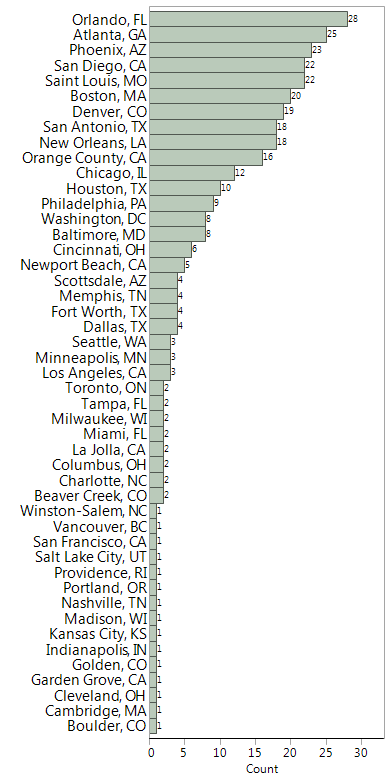 Orlando, FL 28
Atlanta, GA 25
Phoenix, AZ 23
San Diego, CA 22
Saint Louis, MO 22
Boston, MA 20
Denver, CO 19
San Antonio, TX 18
New Orleans, LA 18
Orange County, CA 16
Chicago, IL 12
Houston, TX 10
Philadelphia, PA 9
Washington, DC 8
Baltimore, MD 8
Cincinnati, OH 6
Newport Beach, CA 5
Scottsdale, AZ 4
Memphis, TN 4
Fort Worth, TX 4
Dallas, TX 4
Seattle, WA 3
Minneapolis, MN 3
Los Angeles, CA 3
Toronto, ON 2
Tampa, FL 2
Milwaukee, WI 2
Miami, FL 2
La Jolla, CA 2
Columbus, OH 2
Charlotte, NC 2
Beaver Creek, CO 2
Winston-Salem, NC 1
Vancouver, BC 1
San Francisco, CA 1
Salt Lake City, UT 1
Providence, RI 1
Portland, OR 1
Nashville, TN 1
Madison, WI 1
Kansas City, KS 1
Indianapolis, IN 1
Golden, CO 1
Garden Grove, CA 1
Cleveland, OH 1
Cambridge, MA 1
Boulder, CO 1
0 5 10 15 20 25 30
Count